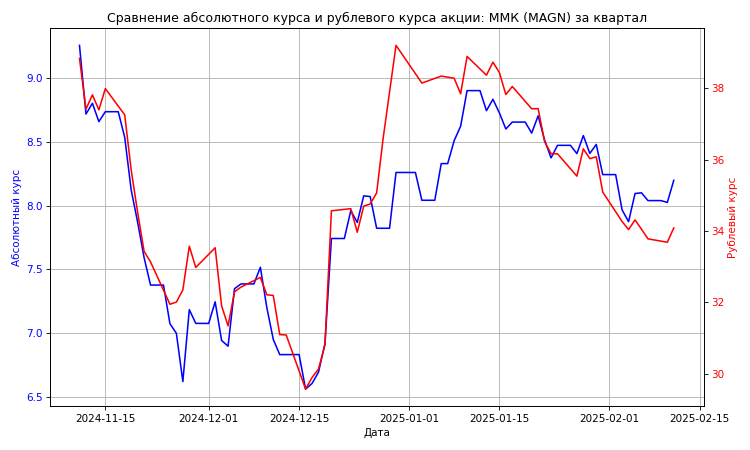 Сравнение абсолютного курса и рублевого курса акции: ММК (MAGN) за квартал
9.0
8.5
8.0
7.5
7.0
6.5
Абсолютный курс
38
36
34
32
30
Рублевый курс
2024-11-15 2024-12-01 2024-12-15 2025-01-01 2025-01-15 2025-02-01 2025-02-15
Дата